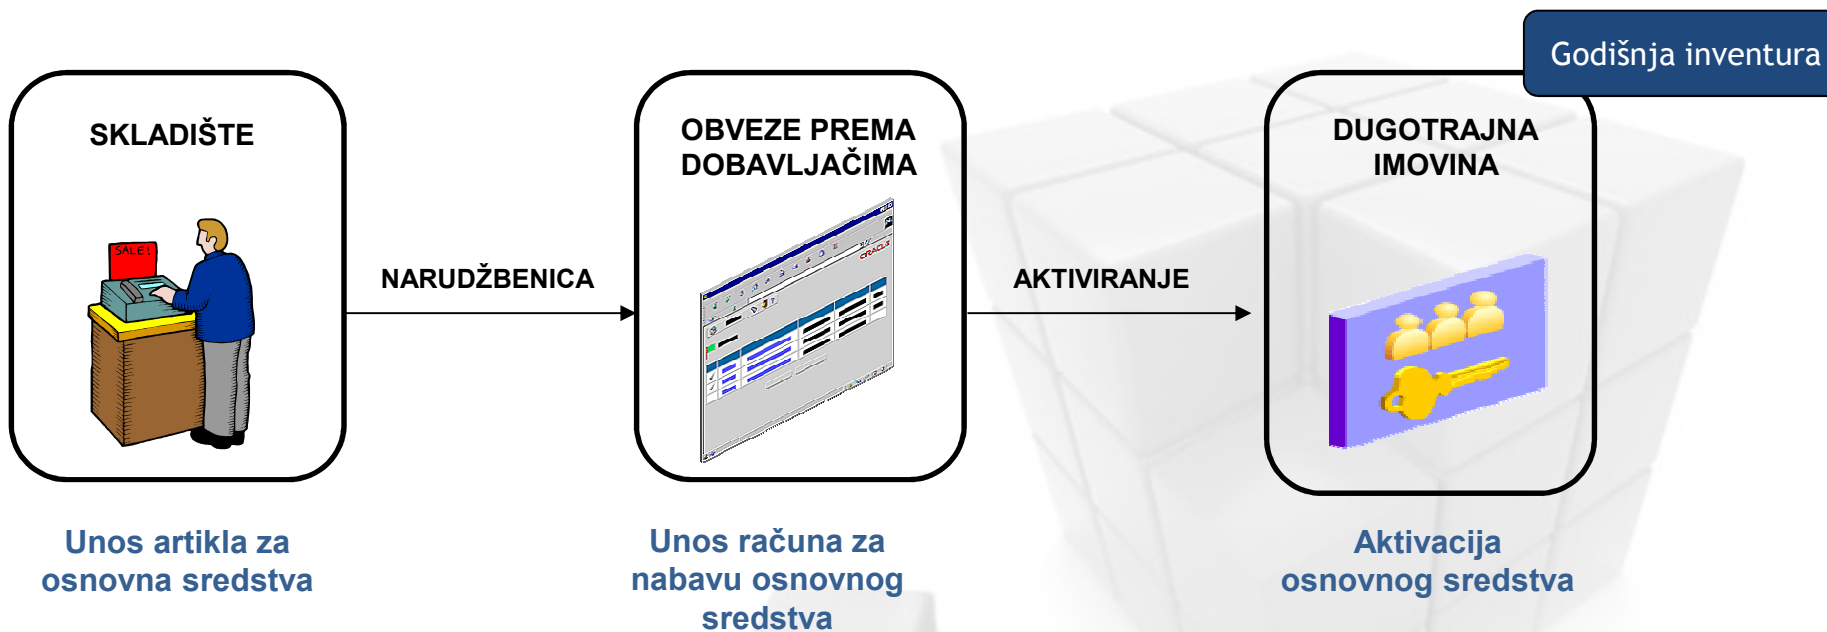 Godišnja inventura
SKLADIŠTE
SALE!
Unos artikla za
osnovna sredstva
NARUDŽBENICA
OBVEZE PREMA
DOBAVLJAČIMA
ORACLE
Unos računa za
nabavu osnovnog
sredstva
AKTIVIRANJE
DUGOTRAJNA
IMOVINA
Aktivacija
osnovnog sredstva